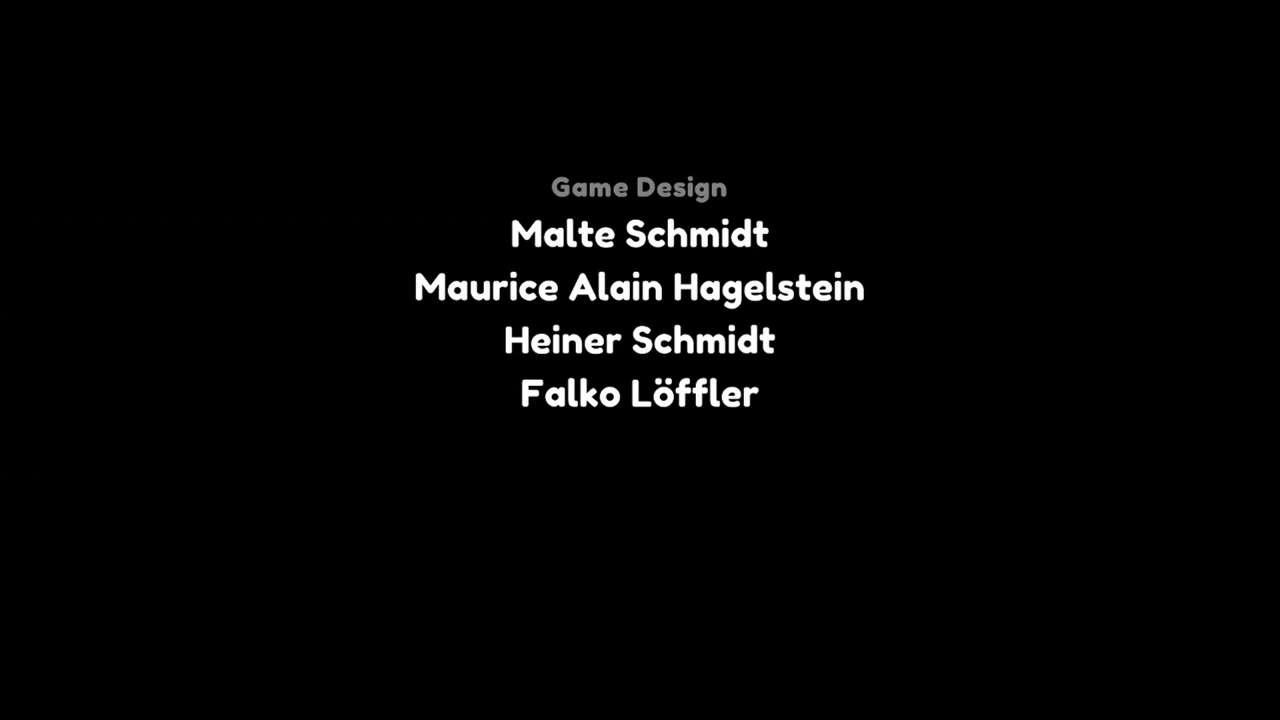 Game Design
Malte Schmidt
Maurice Alain Hagelstein
Heiner Schmidt
Falko Löffler